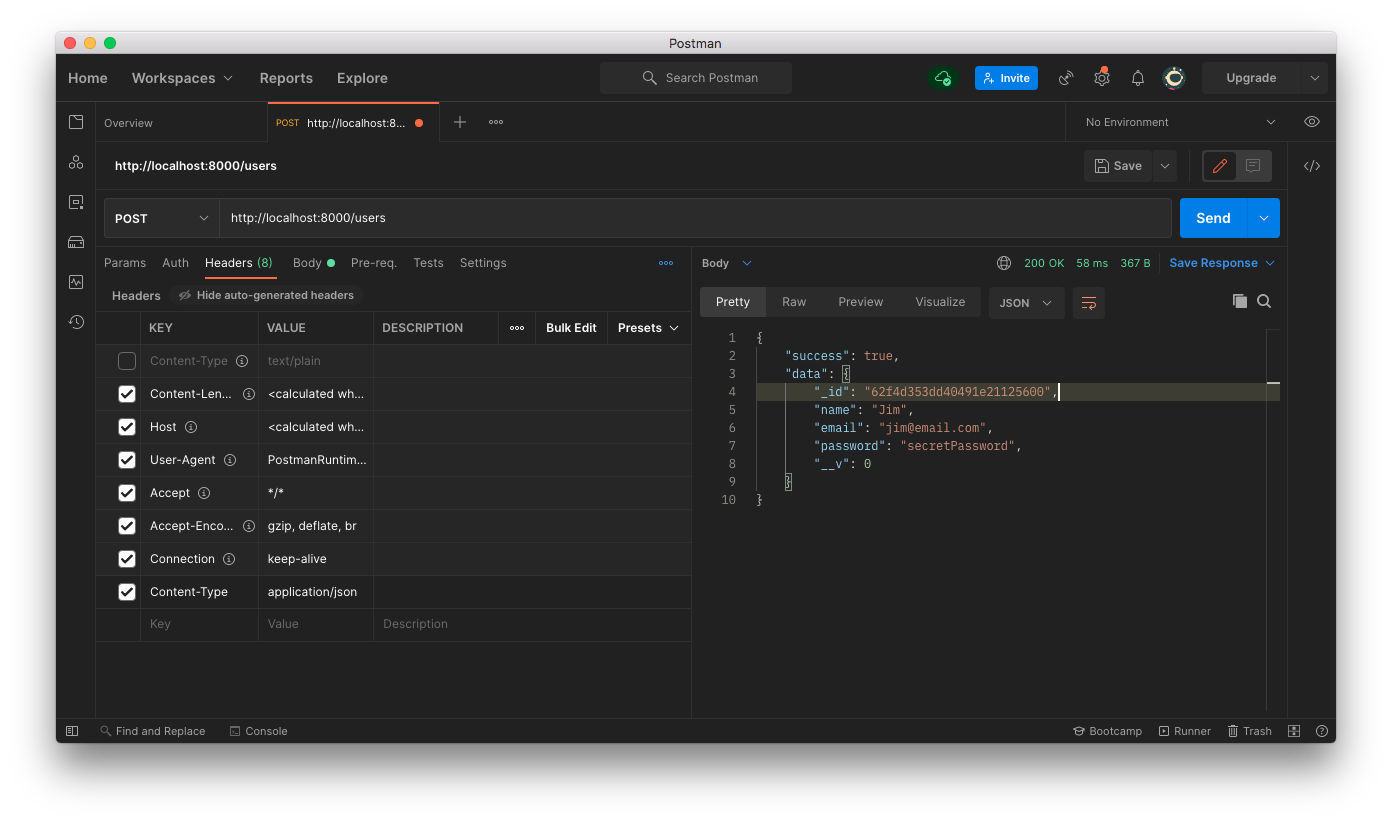 Postman
Home Workspaces Reports Explore Search Postman Invite Upgrade
Overview POST http://localhost:8... No Environment
http://localhost:8000/users Save </>
POST http://localhost:8000/users Send
Params Auth Headers (8) Body Pre-req. Tests Settings
Headers Hide auto-generated headers
KEY VALUE DESCRIPTION Bulk Edit Presets
Content-Type text/plain
Content-Len... <calculated wh...
Host <calculated wh...
User-Agent PostmanRuntim...
Accept */*
Accept-Enco... gzip, deflate, br
Connection keep-alive
Content-Type application/json
Key Value Description
Body 200 OK 58 ms 367 B Save Response
Pretty Raw Preview Visualize JSON
1 {
2 "success": true,
3 "data": {
4 "_id": "62f4d353dd40491e21125600",
5 "name": "Jim",
6 "email": "jim@email.com",
7 "password": "secretPassword",
8 "__v": 0
9 }
10 }
Find and Replace Console Bootcamp Runner Trash